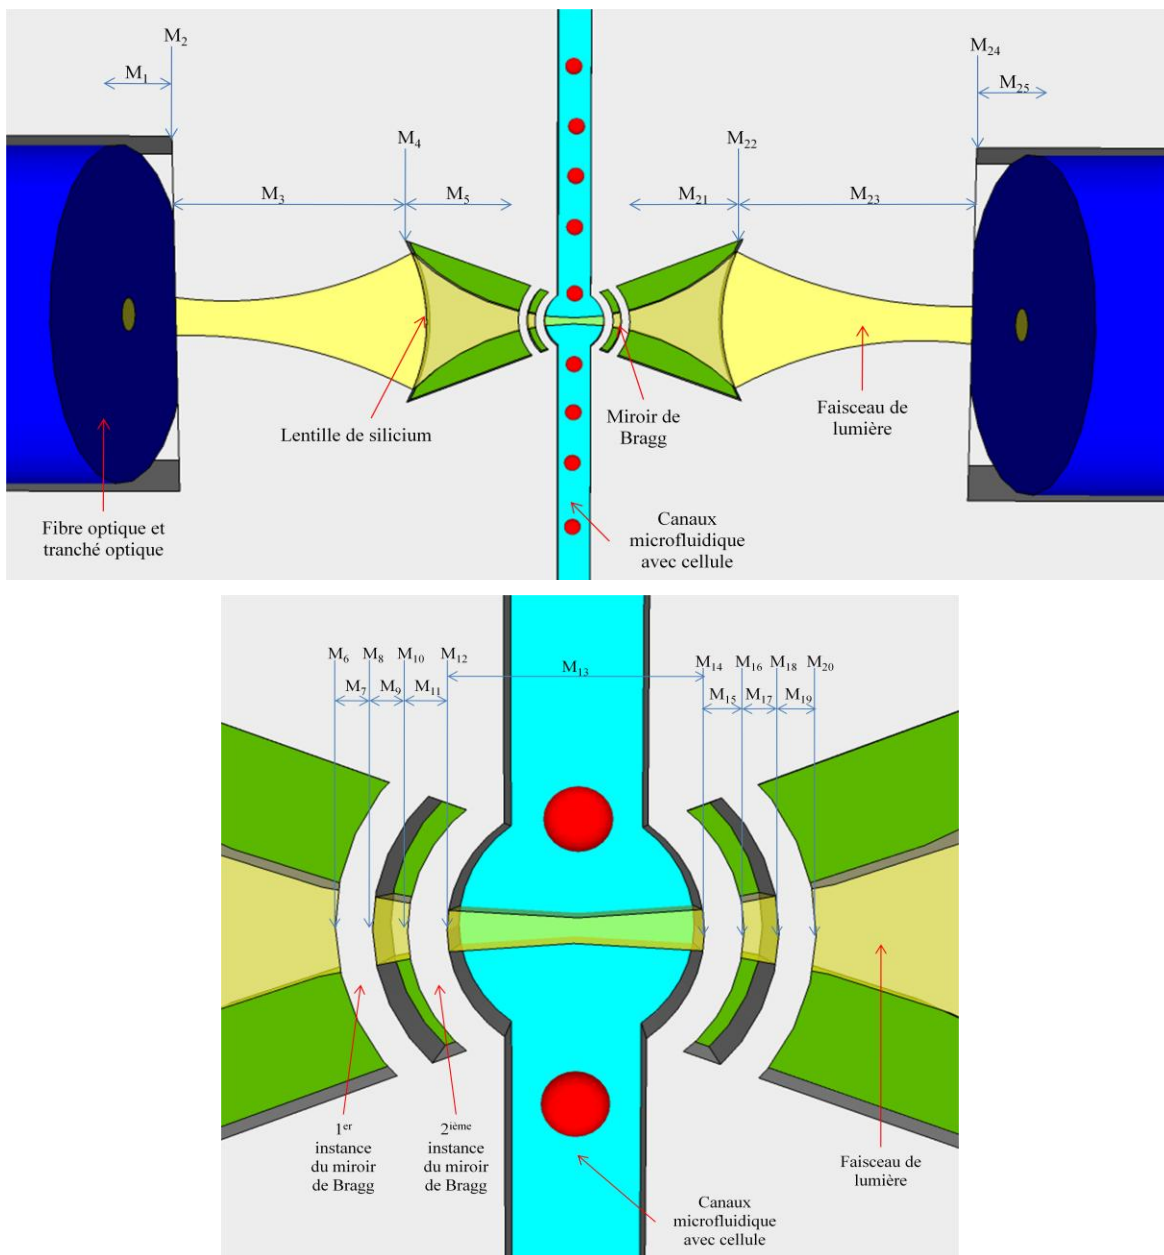 M2
M24
M1
M25
M4
M22
M3
M5
M21
M23
Lentille de silicium
Miroir de
Bragg
Faisceau de
lumière
Fibre optique et
tranché optique
Canaux
microfluidique
avec cellule
M6 M8 M10 M12
M13
M14 M16 M18 M20
M7 M9 M11
M15 M17 M19
1er
instance
du miroir
de Bragg
2ième
instance
du miroir
de Bragg
Faisceau de
lumière
Canaux
microfluidique
avec cellule